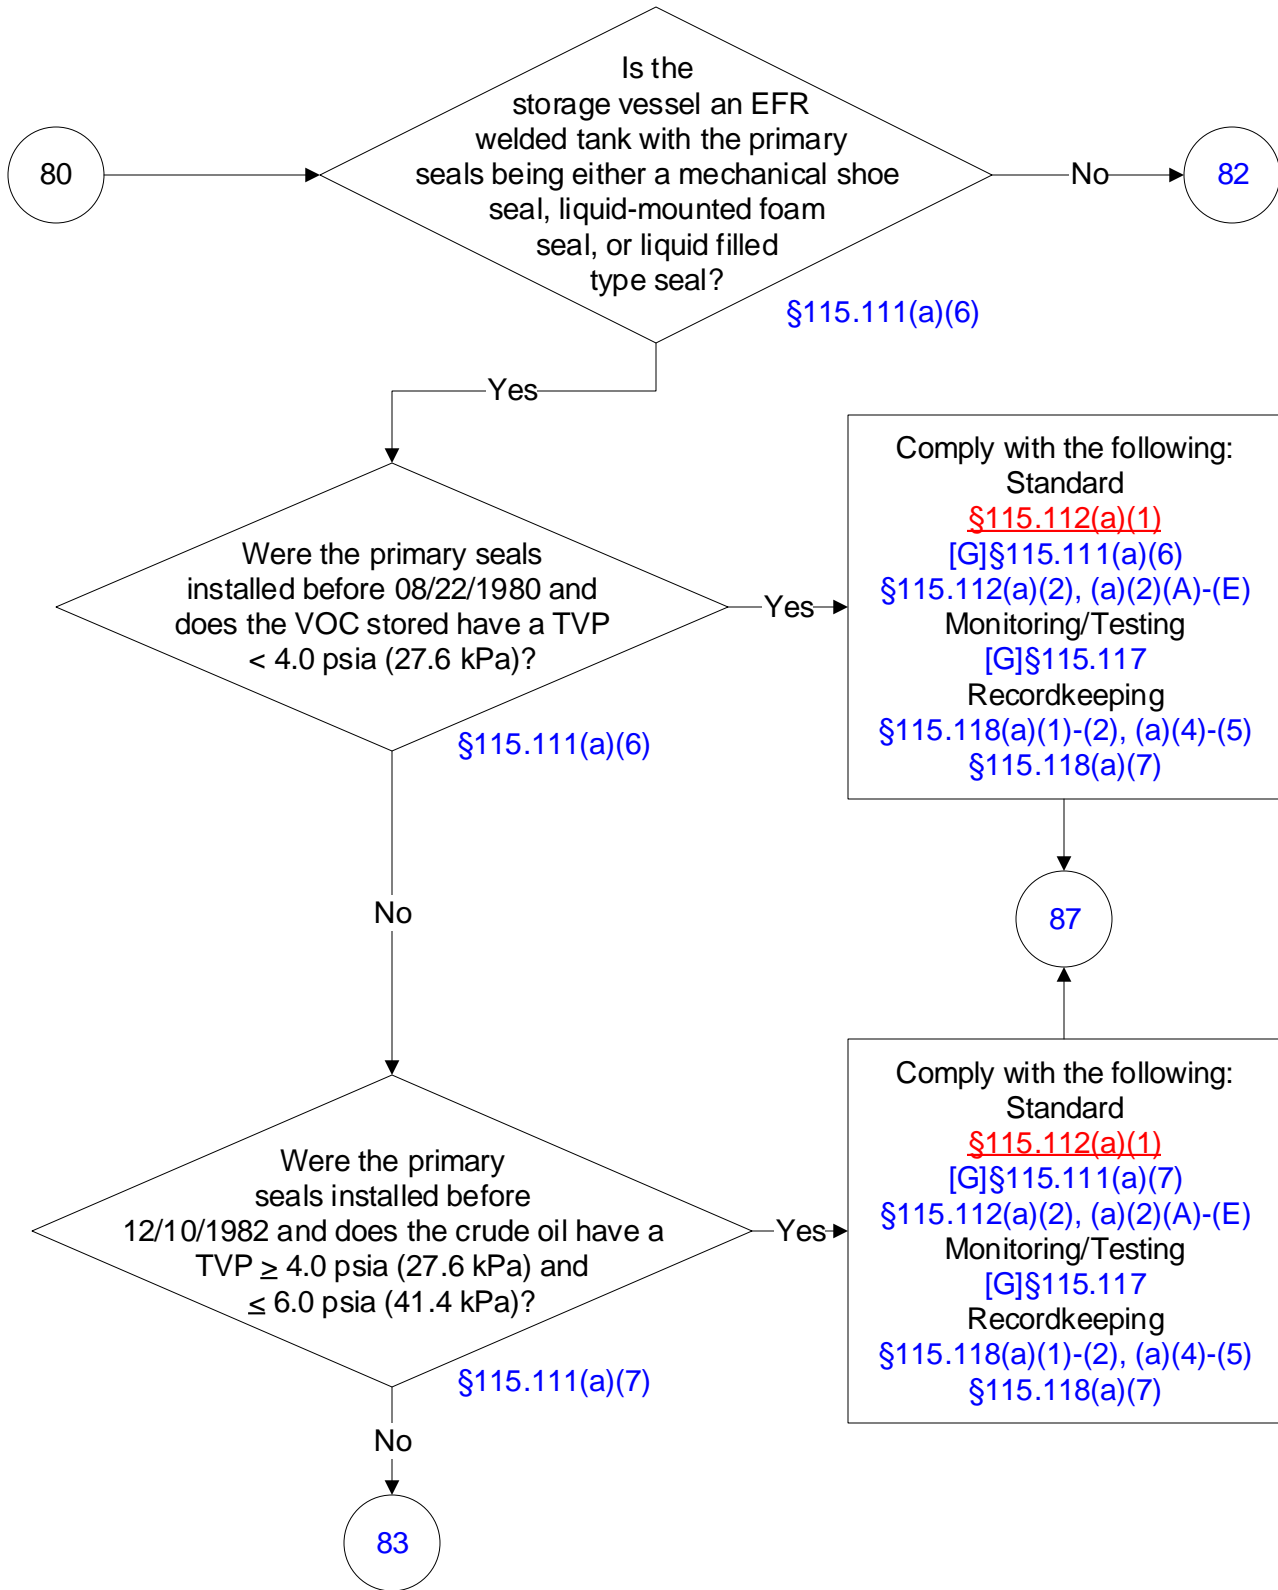 Is the
storage vessel an EFR
welded tank with the primary
seals being either a mechanical shoe
seal, liquid-mounted foam
seal, or liquid filled
type seal?
80
No
82
§115.111(a)(6)
Yes
Were the primary seals
installed before 08/22/1980 and
does the VOC stored have a TVP
< 4.0 psia (27.6 kPa)?
Yes
§115.111(a)(6)
Comply with the following:
Standard
§115.112(a)(1)
[G]§115.111(a)(6)
§115.112(a)(2), (a)(2)(A)-(E)
Monitoring/Testing
[G]§115.117
Recordkeeping
§115.118(a)(1)-(2), (a)(4)-(5)
§115.118(a)(7)
No
87
Were the primary
seals installed before
12/10/1982 and does the crude oil have a
TVP ≥ 4.0 psia (27.6 kPa) and
≤ 6.0 psia (41.4 kPa)?
Yes
§115.111(a)(7)
Comply with the following:
Standard
§115.112(a)(1)
[G]§115.111(a)(7)
§115.112(a)(2), (a)(2)(A)-(E)
Monitoring/Testing
[G]§115.117
Recordkeeping
§115.118(a)(1)-(2), (a)(4)-(5)
§115.118(a)(7)
No
83